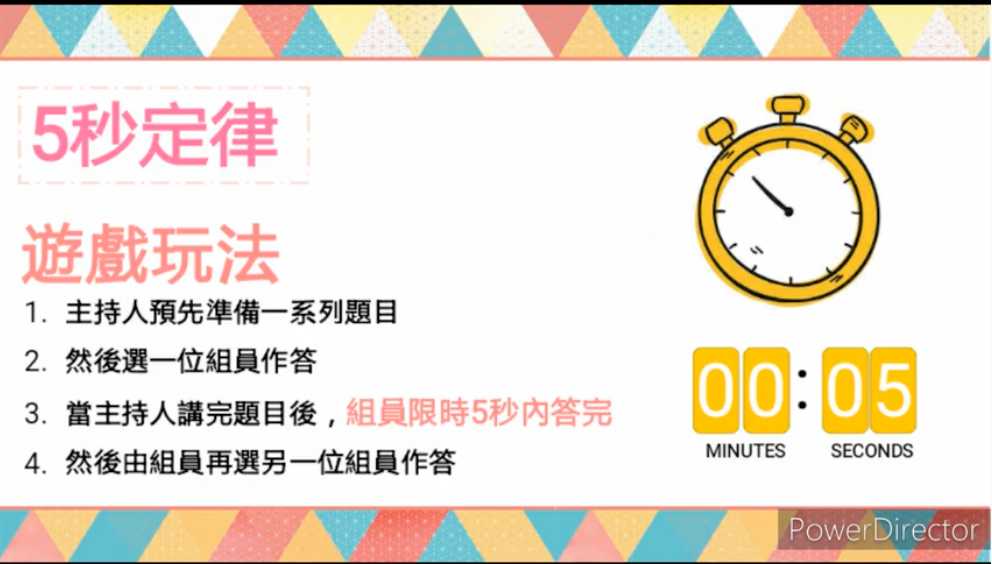 5秒定律
遊戲玩法
1. 主持人預先準備一系列題目
2. 然後選一位組員作答
3. 當主持人講完題目後，組員限時5秒內答完
4. 然後由組員再選另一位組員作答
00:05
MINUTES SECONDS
PowerDirector